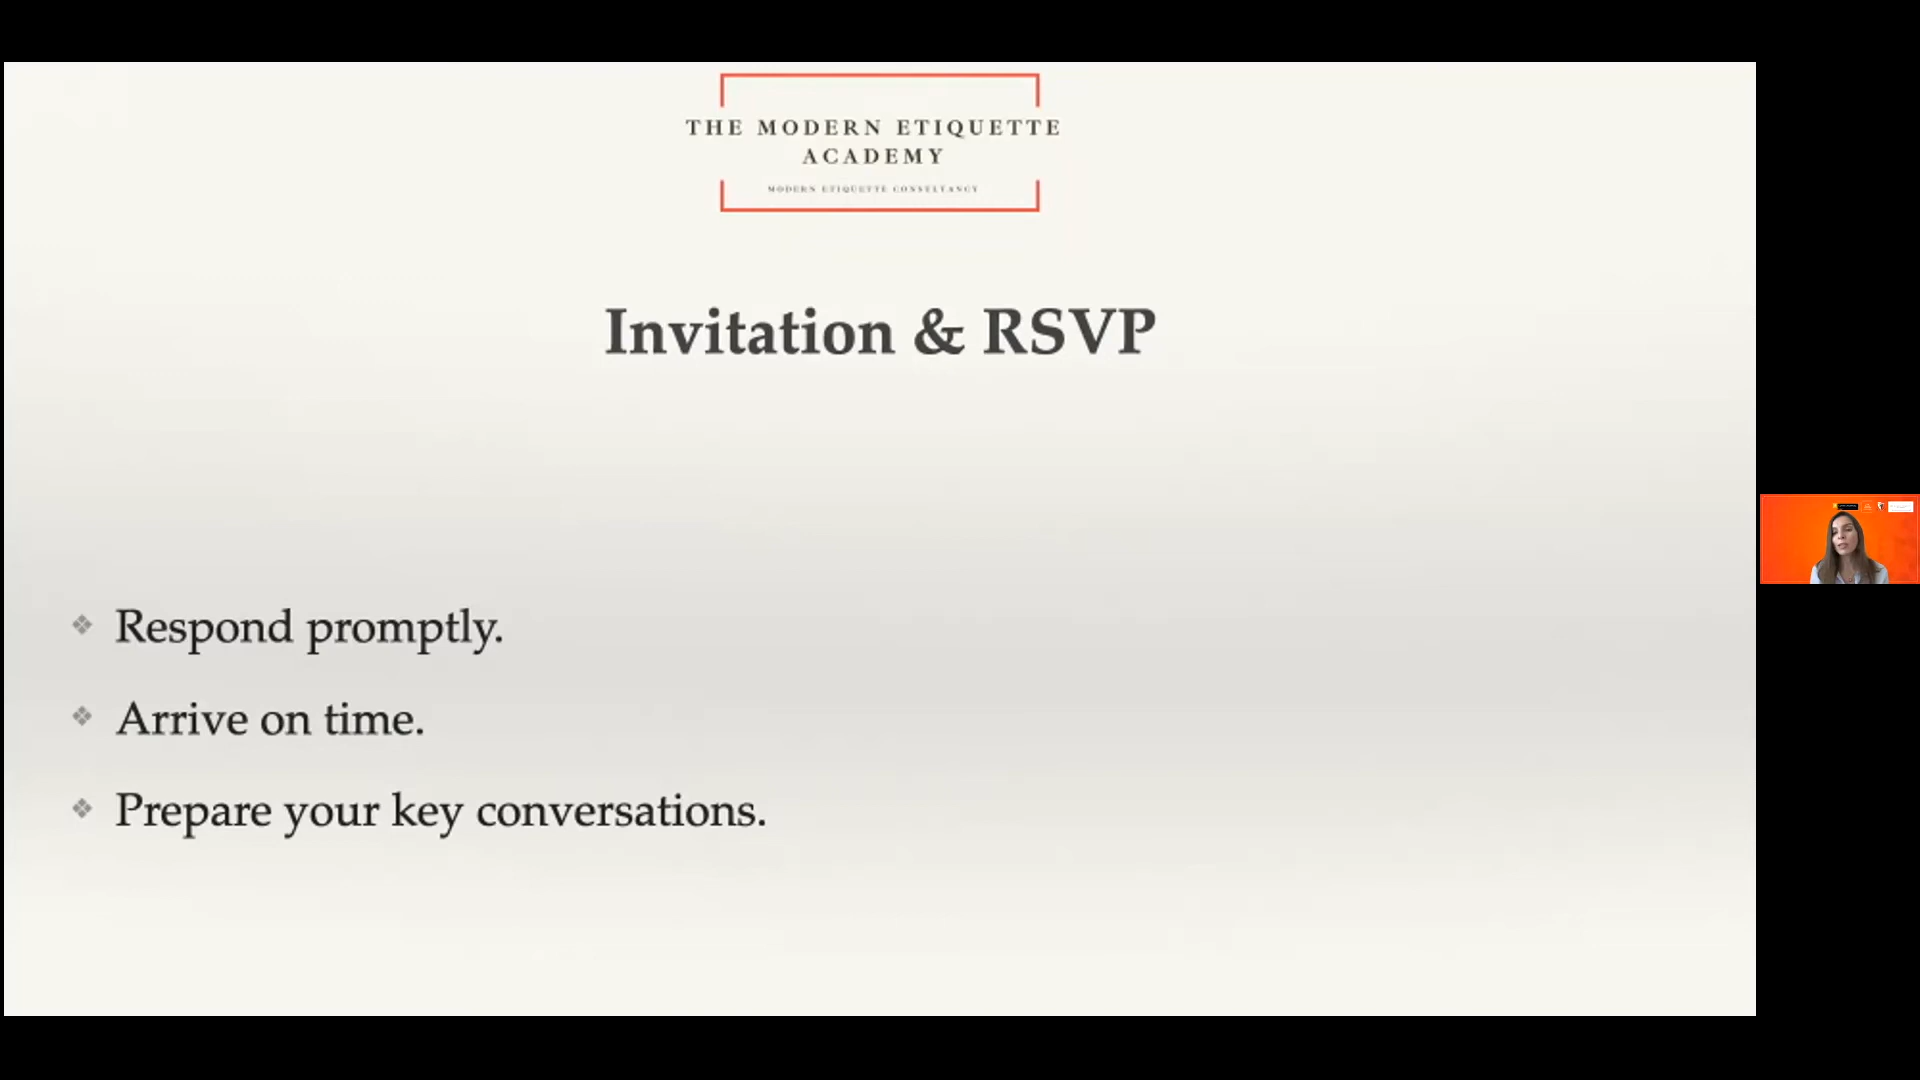 THE MODERN ETIQUETTE
ACADEMY
MODERN ETIQUETTE CONSULTANCY
Invitation & RSVP
Respond promptly.
Arrive on time.
Prepare your key conversations.